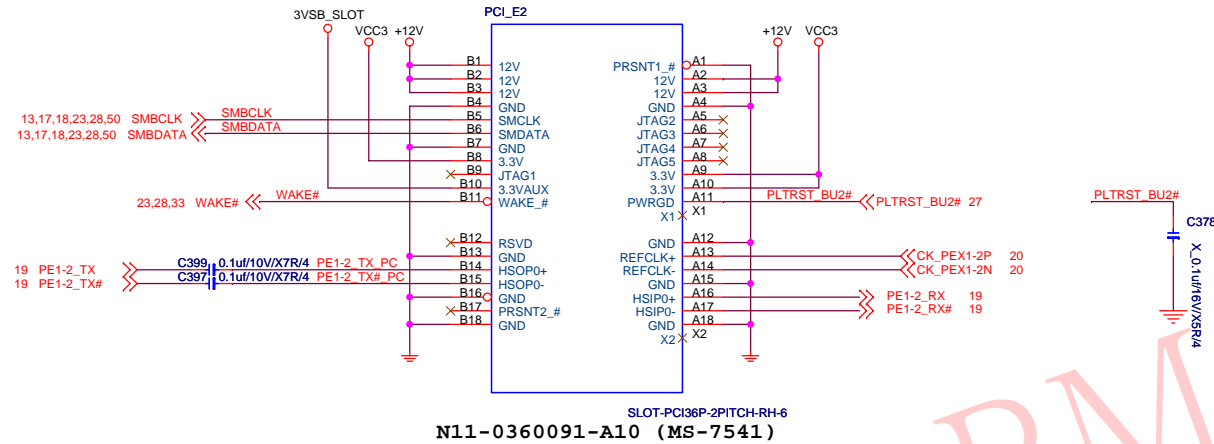 PCI_E2
3VSB_SLOT
VCC3
+12V
+12V
VCC3
B1 12V
B2 12V
B3 12V
B4 GND
13,17,18,23,28,50 SMBCLK SMBCLK B5 SMCLK
13,17,18,23,28,50 SMBDATA SMBDATA B6 SMDATA
B7 GND
B8 3.3V
B9 JTAG1
B10 3.3VAUX
23,28,33 WAKE# WAKE# B11 WAKE_#
B12 RSVD
B13 GND
19 PE1-2_TX C399 0.1uf/10V/X7R/4 PE1-2_TX_PC B14 HSOP0+
19 PE1-2_TX# C397 0.1uf/10V/X7R/4 PE1-2_TX#_PC B15 HSOP0-
B16 GND
B17 PRSNT2_#
B18 GND
PRSNT1_# A1
12V A2
12V A3
GND A4
JTAG2 A5
JTAG3 A6
JTAG4 A7
JTAG5 A8
3.3V A9
3.3V A10
PWRGD A11 PLTRST_BU2# PLTRST_BU2# 27
X1 X1
GND A12
REFCLK+ A13 CK_PEX1-2P 20
REFCLK- A14 CK_PEX1-2N 20
GND A15
HSIP0+ A16 PE1-2_RX 19
HSIP0- A17 PE1-2_RX# 19
GND A18
X2 X2
PLTRST_BU2#
C378
X_0.1uf/16V/X5R/4
SLOT-PCI36P-2PITCH-RH-6
N11-0360091-A10 (MS-7541)
RM